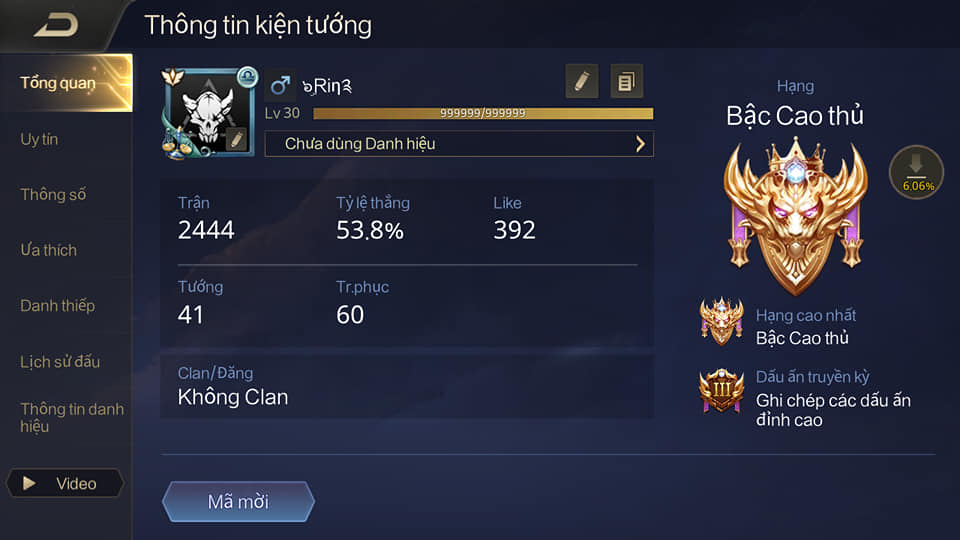 Thông tin kiện tướng
Tổng quan
Uy tín
Thông số
Ưa thích
Danh thiếp
Lịch sử đấu
Thông tin danh
hiệu
Video
ঌRiη২
Lv 30
999999/999999
Chưa dùng Danh hiệu
Trận
Tỷ lệ thắng
Like
2444
53.8%
392
Tướng
Tr.phục
41
60
Clan/Đăng
Không Clan
Mã mời
Hạng
Bậc Cao thủ
6.06%
Hạng cao nhất
Bậc Cao thủ
III
Dấu ấn truyền kỳ
Ghi chép các dấu ấn
đỉnh cao